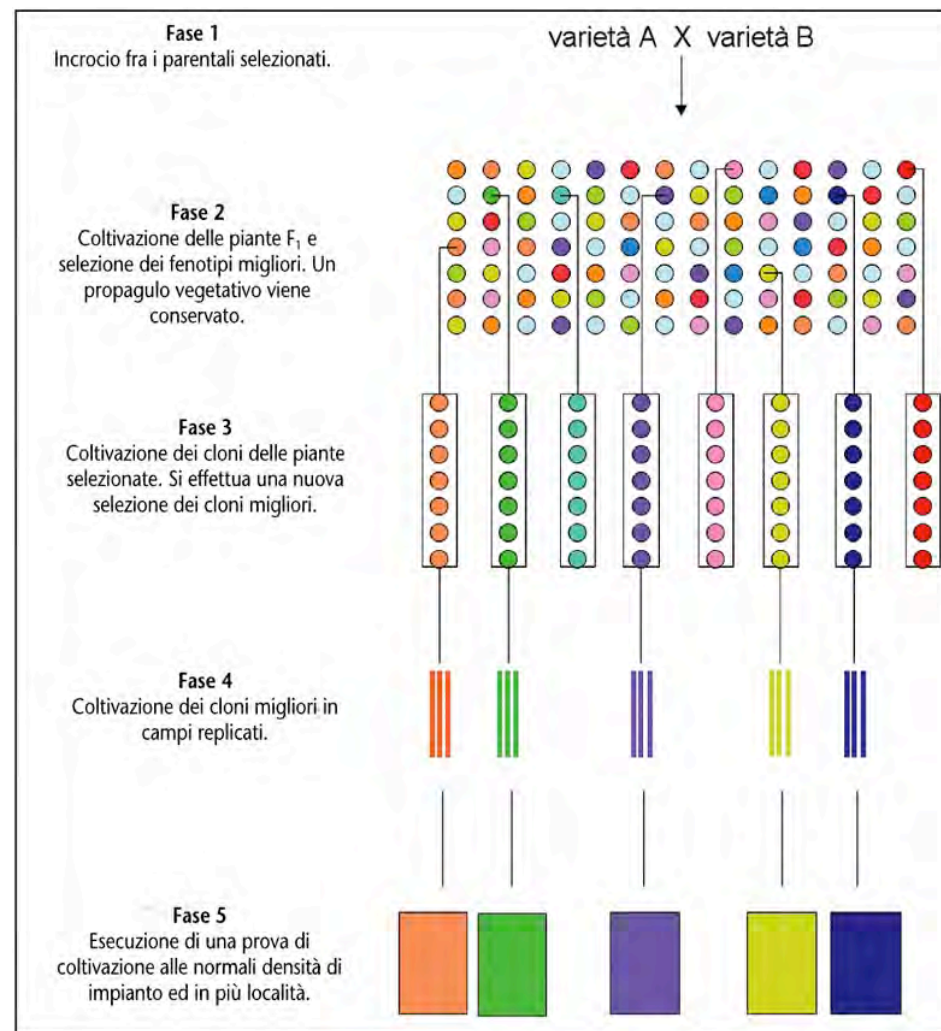 Fase 1
Incrocio fra i parentali selezionati.
varietà A X varietà B
Fase 2
Coltivazione delle piante F₁ e
selezione dei fenotipi migliori. Un
propagulo vegetativo viene
conservato.
Fase 3
Coltivazione dei cloni delle piante
selezionate. Si effettua una nuova
selezione dei cloni migliori.
Fase 4
Coltivazione dei cloni migliori in
campi replicati.
Fase 5
Esecuzione di una prova di
coltivazione alle normali densità di
impianto ed in più località.